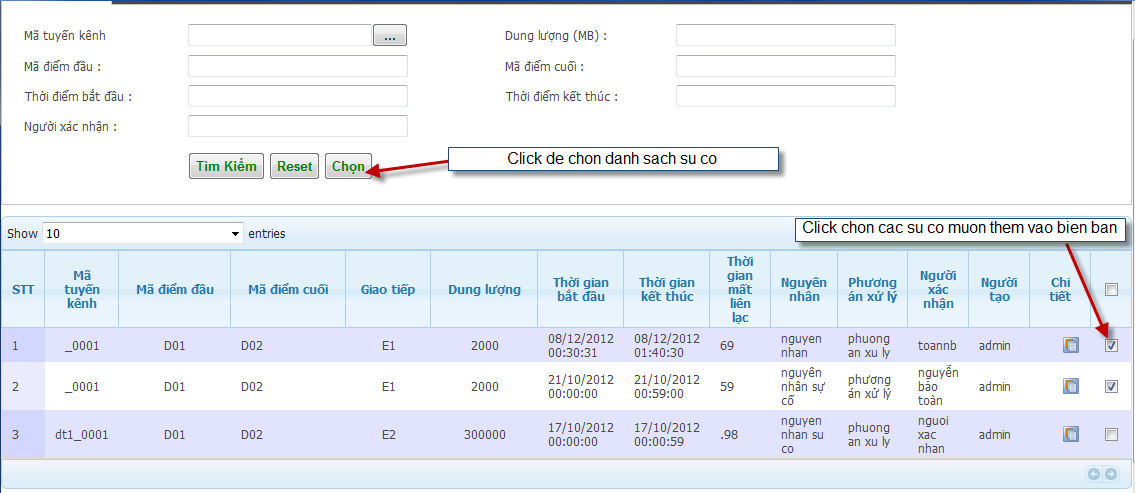 Mã tuyến kênh ... Dung lượng (MB) :
Mã điểm đầu : Mã điểm cuối :
Thời điểm bắt đầu : Thời điểm kết thúc :
Người xác nhận :
Tìm Kiếm Reset Chọn Click de chon danh sach su co
Show 10 entries
Click chon cac su co muon them vao bien ban
STT Mã tuyến kênh Mã điểm đầu Mã điểm cuối Giao tiếp Dung lượng Thời gian bắt đầu Thời gian kết thúc Thời gian mất liên lạc Nguyên nhân Phương án xử lý Người xác nhận Người tạo Chi tiết
1 _0001 D01 D02 E1 2000 08/12/2012 00:30:31 08/12/2012 01:40:30 69 nguyen nhan phuong an xu ly toannb admin
2 _0001 D01 D02 E1 2000 21/10/2012 00:00:00 21/10/2012 00:59:00 59 nguyên nhân sự cố phương án xử lý nguyễn bảo toàn admin
3 dt1_0001 D01 D02 E2 300000 17/10/2012 00:00:00 17/10/2012 00:00:59 .98 nguyen nhan su co phuong an xu ly nguoi xac nhan admin